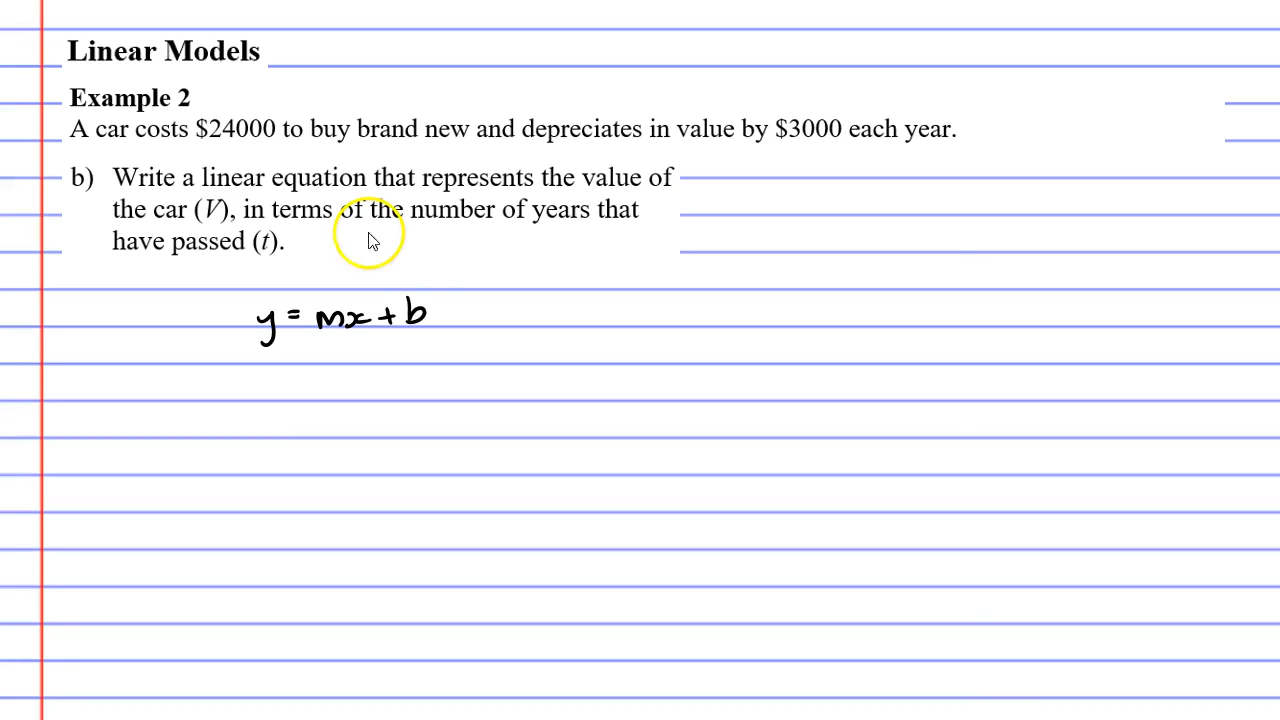 Linear Models
Example 2
A car costs $24000 to buy brand new and depreciates in value by $3000 each year.
b) Write a linear equation that represents the value of
the car (V), in terms of the number of years that
have passed (t).
y = mx + b